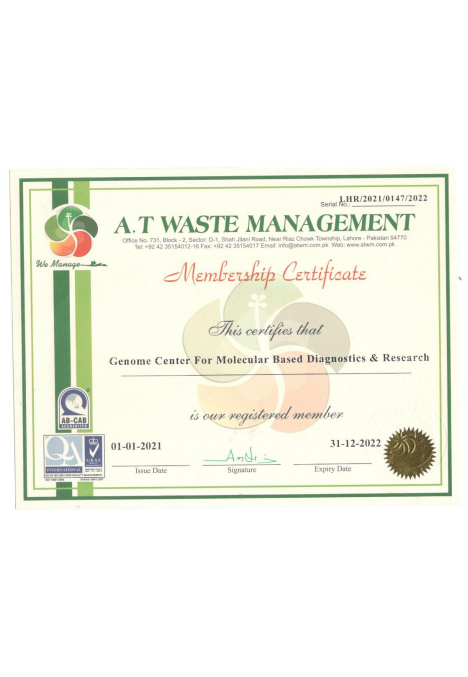 LHR/2021/0147/2022
Serial No.:
A.T WASTE MANAGEMENT
Office No. 731, Block - 2, Sector: D-1, Shah Jilani Road, Near Riaz Chowk Township, Lahore - Pakistan 54770
Tel: +92 42 35154012-16 Fax: +92 42 35154017 Email: info@atwm.com.pk Web: www.atwm.com.pk
We Manage
Membership Certificate
This certifies that
Genome Center For Molecular Based Diagnostics & Research
is our registered member
AB-CAB
ACCREDITED
QA
INTERNATIONAL
UKAS
01-01-2021
31-12-2022
Issue Date
Signature
Expiry Date